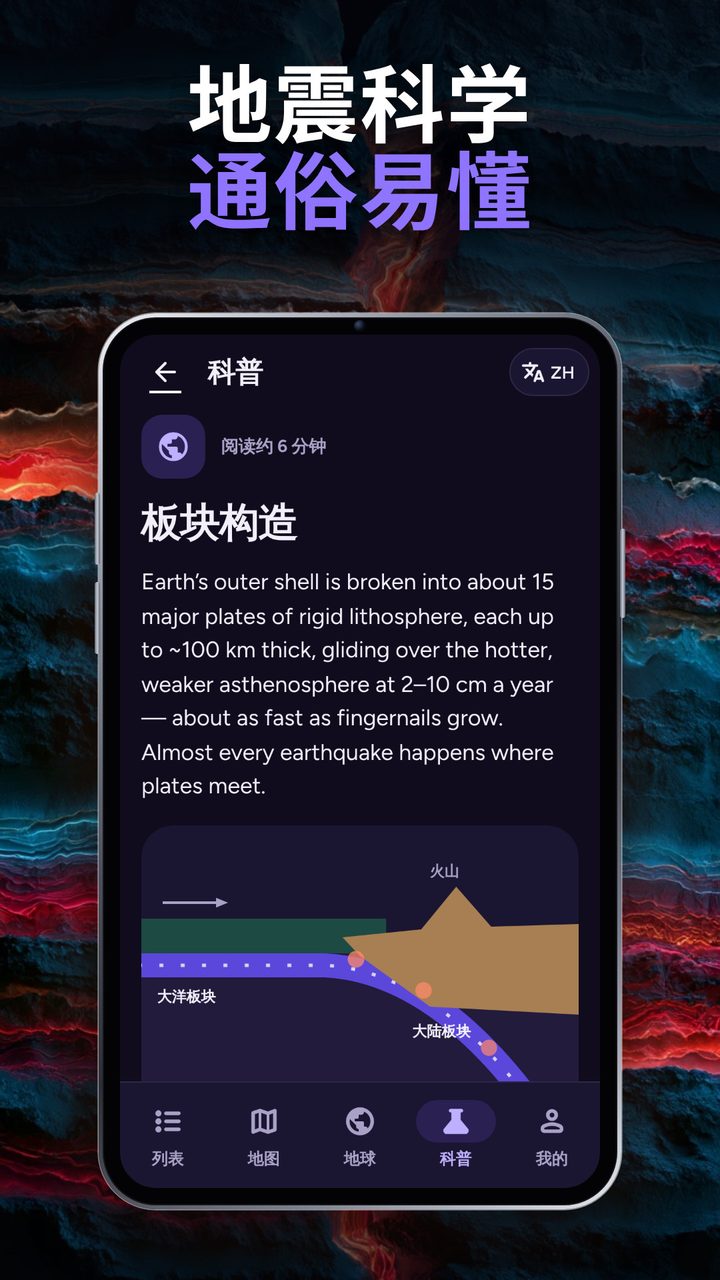 地震科学
通俗易懂
科普
ZH
阅读约 6 分钟
板块构造
Earth’s outer shell is broken into about 15
major plates of rigid lithosphere, each up
to ~100 km thick, gliding over the hotter,
weaker asthenosphere at 2–10 cm a year
— about as fast as fingernails grow.
Almost every earthquake happens where
plates meet.
火山
大洋板块
大陆板块
列表
地图
地球
科普
我的